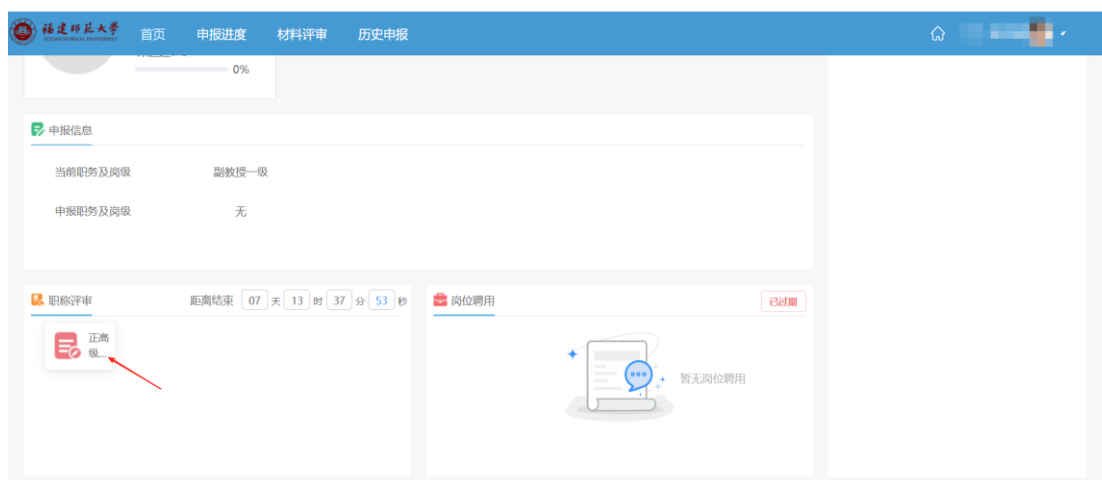 福建师范大学
FUJIAN NORMAL UNIVERSITY
首页 申报进度 材料评审 历史申报
0%
申报信息
当前职务及岗级 副教授一级
申报职务及岗级 无
职称评审 距离结束 07 天 13 时 37 分 53 秒
岗位聘用 已过期
正高
级...
暂无岗位聘用